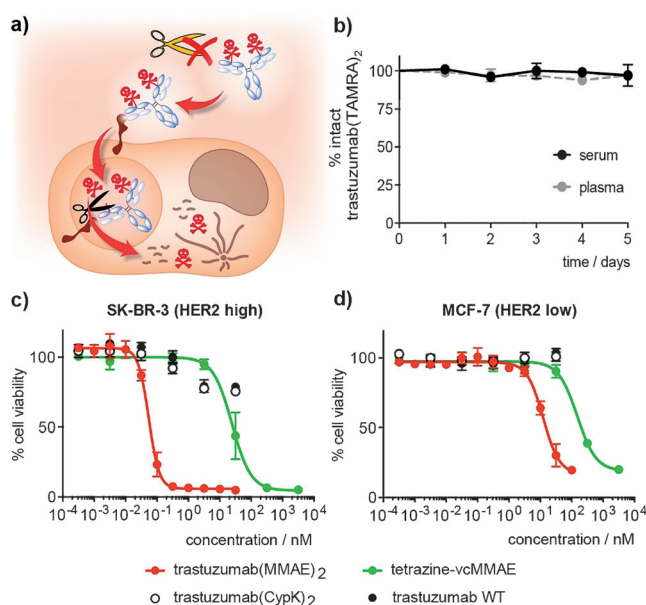 a)
b)
% intact
trastuzumab(TAMRA)₂
100
75
50
25
0
0 1 2 3 4 5
serum
plasma
time / days
c)
SK-BR-3 (HER2 high)
% cell viability
100
50
0
10⁻⁴ 10⁻³ 10⁻² 10⁻¹ 10⁰ 10¹ 10² 10³ 10⁴
concentration / nM
d)
MCF-7 (HER2 low)
% cell viability
100
50
0
10⁻⁴ 10⁻³ 10⁻² 10⁻¹ 10⁰ 10¹ 10² 10³ 10⁴
concentration / nM
trastuzumab(MMAE)₂
tetrazine-vcMMAE
trastuzumab(CypK)₂
trastuzumab WT